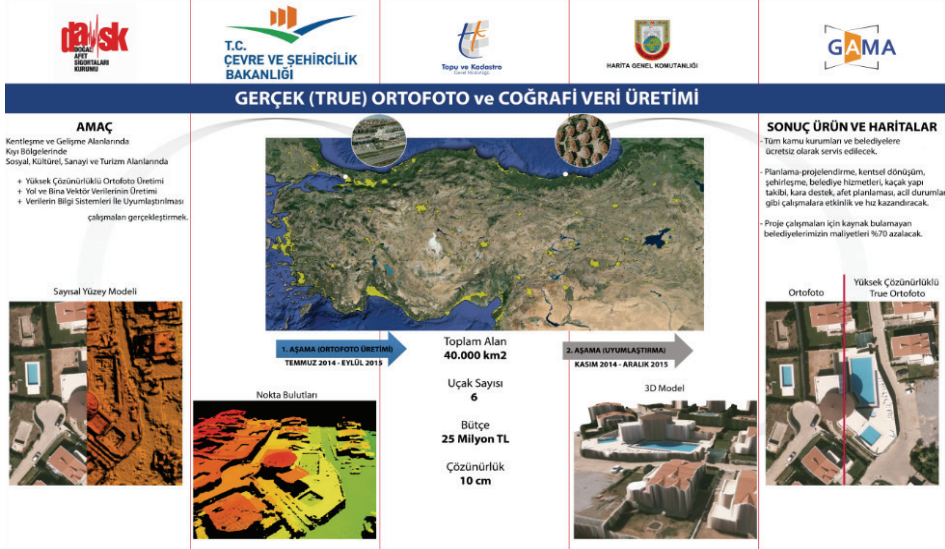 dask
DOĞAL
AFET
SİGORTALARI
KURUMU
T.C.
ÇEVRE VE ŞEHİRCİLİK
BAKANLIĞI
Tapu ve Kadastro
Genel Müdürlüğü
HARİTA GENEL KOMUTANLIĞI
GAMA
GERÇEK (TRUE) ORTOFOTO ve COĞRAFİ VERİ ÜRETİMİ
AMAÇ
Kentleşme ve Gelişme Alanlarında
Kıyı Bölgelerinde
Sosyal, Kültürel, Sanayi ve Turizm Alanlarında
+ Yüksek Çözünürlüklü Ortofoto Üretimi
+ Yol ve Bina Vektör Verilerinin Üretimi
+ Verilerin Bilgi Sistemleri İle Uyumlaştırılması
çalışmaları gerçekleştirmek.
Sayısal Yüzey Modeli
1. AŞAMA (ORTOFOTO ÜRETİMİ)
TEMMUZ 2014 - EYLÜL 2015
Nokta Bulutları
Toplam Alan
40.000 km2
Uçak Sayısı
6
Bütçe
25 Milyon TL
Çözünürlük
10 cm
2. AŞAMA (UYUMLAŞTIRMA)
KASIM 2014 - ARALIK 2015
3D Model
SONUÇ ÜRÜN VE HARİTALAR
- Tüm kamu kurumları ve belediyelere
ücretsiz olarak servis edilecek.
- Planlama-projelendirme, kentsel dönüşüm,
şehirleşme, belediye hizmetleri, kaçak yapı
takibi, kara destek, afet planlaması, acil durumlar
gibi çalışmalara etkinlik ve hız kazandıracak.
- Proje çalışmaları için kaynak bulamayan
belediyelerimizin maliyetleri %70 azalacak.
Ortofoto
Yüksek Çözünürlüklü
True Ortofoto